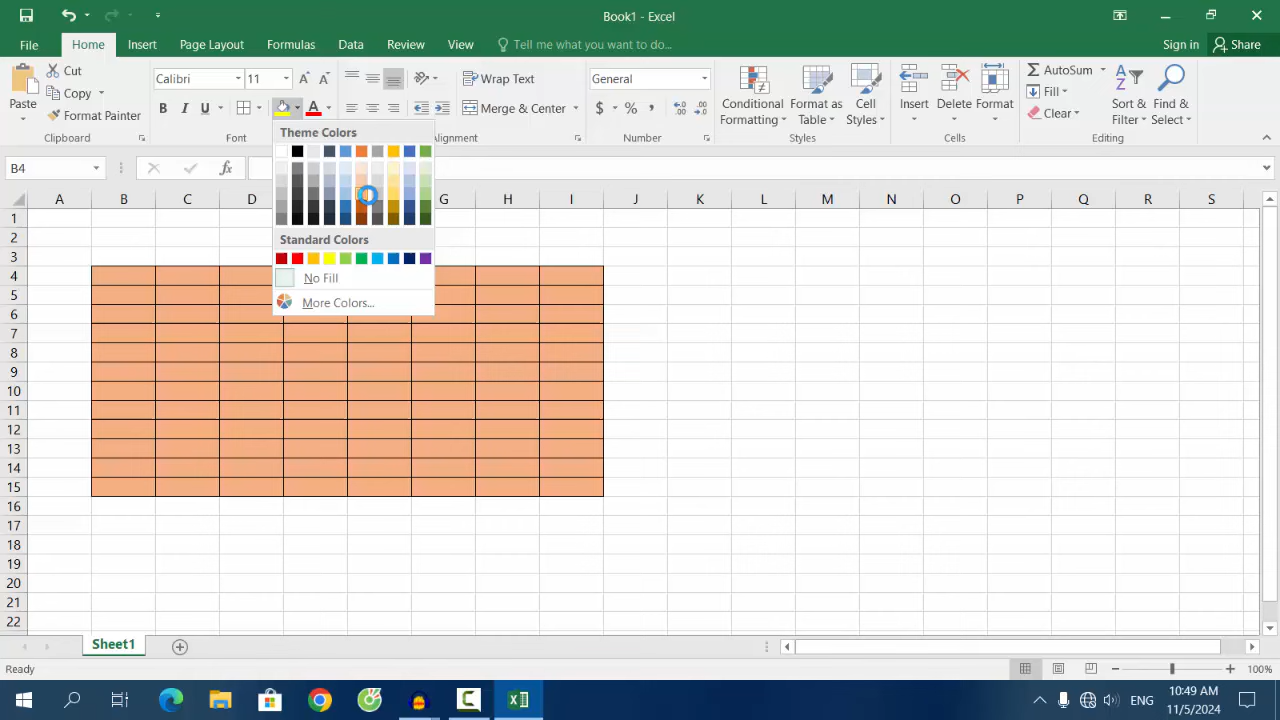 Book1 - Excel
File Home Insert Page Layout Formulas Data Review View Tell me what you want to do... Sign in Share
Paste Cut Copy Format Painter Clipboard
Calibri 11 B I U Font
Wrap Text Merge & Center Alignment
General $ % , Number
Conditional Formatting Format as Table Cell Styles Styles
Insert Delete Format Cells
AutoSum Fill Clear Sort & Filter Find & Select Editing
Theme Colors
Standard Colors
No Fill
More Colors...
B4 fx
A B C D G H I J K L M N O P Q R S
1
2
3
4
5
6
7
8
9
10
11
12
13
14
15
16
17
18
19
20
21
22
Sheet1
Ready 100%
ENG 10:49 AM
11/5/2024